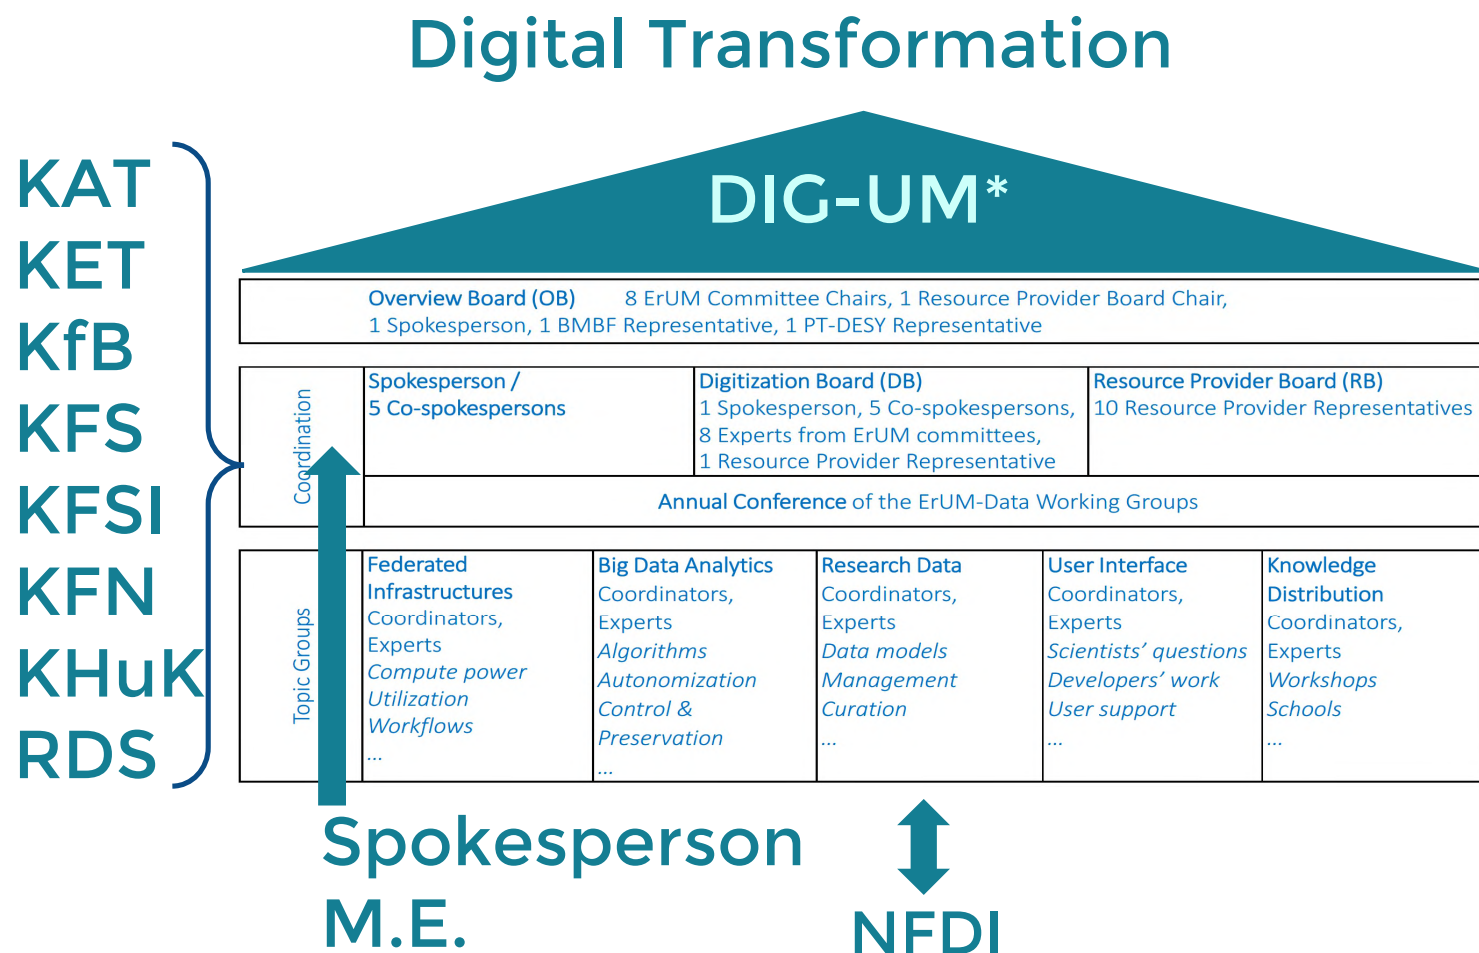 Digital Transformation
KAT
KET
KfB
KFS
KFSI
KFN
KHuK
RDS
DIG-UM*
Overview Board (OB) 8 ErUM Committee Chairs, 1 Resource Provider Board Chair,
1 Spokesperson, 1 BMBF Representative, 1 PT-DESY Representative
Coordination
Spokesperson /
5 Co-spokespersons
Digitization Board (DB)
1 Spokesperson, 5 Co-spokespersons,
8 Experts from ErUM committees,
1 Resource Provider Representative
Resource Provider Board (RB)
10 Resource Provider Representatives
Annual Conference of the ErUM-Data Working Groups
Topic Groups
Federated
Infrastructures
Coordinators,
Experts
Compute power
Utilization
Workflows
...
Big Data Analytics
Coordinators,
Experts
Algorithms
Autonomization
Control &
Preservation
...
Research Data
Coordinators,
Experts
Data models
Management
Curation
...
User Interface
Coordinators,
Experts
Scientists’ questions
Developers’ work
User support
...
Knowledge
Distribution
Coordinators,
Experts
Workshops
Schools
...
Spokesperson
M.E.
NFDI